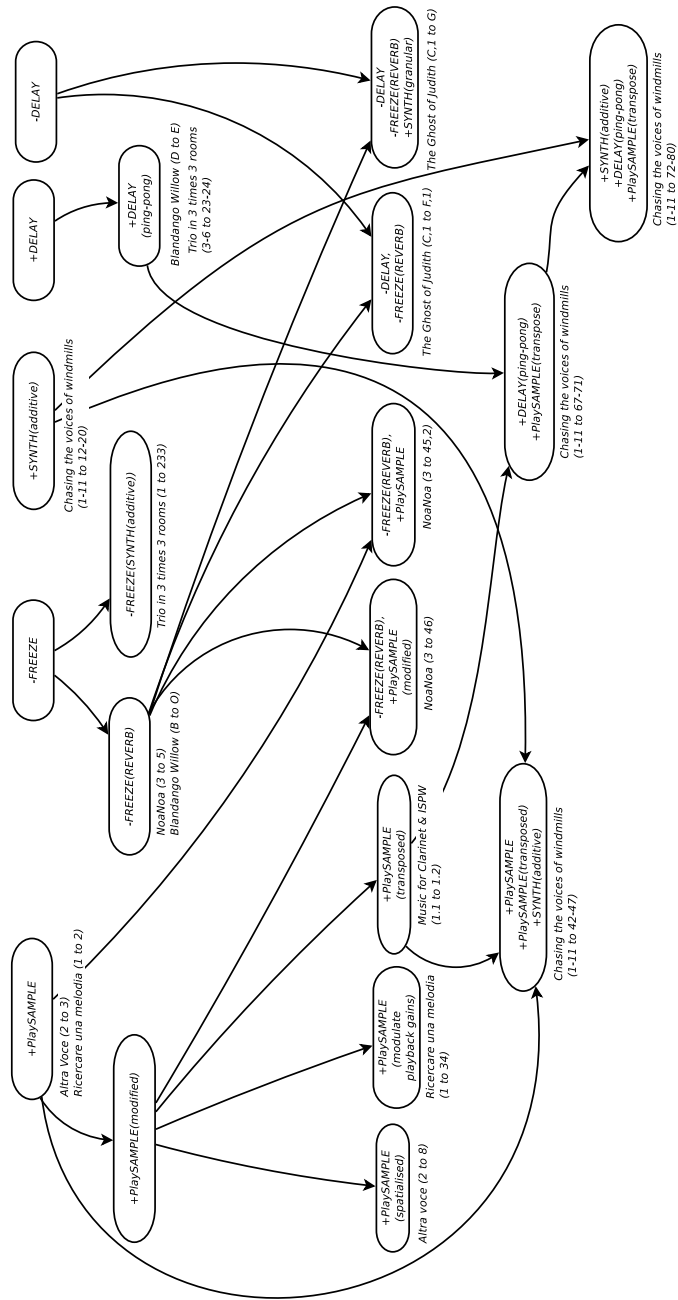 +PlaySAMPLE
Altra Voce (2 to 3)
Ricercare una melodia (1 to 2)
-FREEZE
+SYNTH(additive)
Chasing the voices of windmills
(1-11 to 12-20)
+DELAY
-DELAY
+PlaySAMPLE(modified)
-FREEZE(REVERB)
NoaNoa (3 to 5)
Blandango Willow (B to O)
-FREEZE(SYNTH(additive))
Trio in 3 times 3 rooms (1 to 233)
+DELAY
(ping-pong)
Blandango Willow (D to E)
Trio in 3 times 3 rooms
(3-6 to 23-24)
+PlaySAMPLE
(spatialised)
Altra voce (2 to 8)
+PlaySAMPLE
(modulate
playback gains)
Ricercare una melodia
(1 to 34)
+PlaySAMPLE
(transposed)
Music for Clarinet & ISPW
(1.1 to 1.2)
-FREEZE(REVERB),
+PlaySAMPLE
(modified)
NoaNoa (3 to 46)
-FREEZE(REVERB),
+PlaySAMPLE
NoaNoa (3 to 45,2)
-DELAY,
-FREEZE(REVERB)
The Ghost of Judith (C,1 to F,1)
-DELAY
-FREEZE(REVERB)
+SYNTH(granular)
The Ghost of Judith (C,1 to G)
+PlaySAMPLE
+PlaySAMPLE(transposed)
+SYNTH(additive)
Chasing the voices of windmills
(1-11 to 42-47)
+DELAY(ping-pong)
+PlaySAMPLE(transpose)
Chasing the voices of windmills
(1-11 to 67-71)
+SYNTH(additive)
+DELAY(ping-pong)
+PlaySAMPLE(transpose)
Chasing the voices of windmills
(1-11 to 72-80)